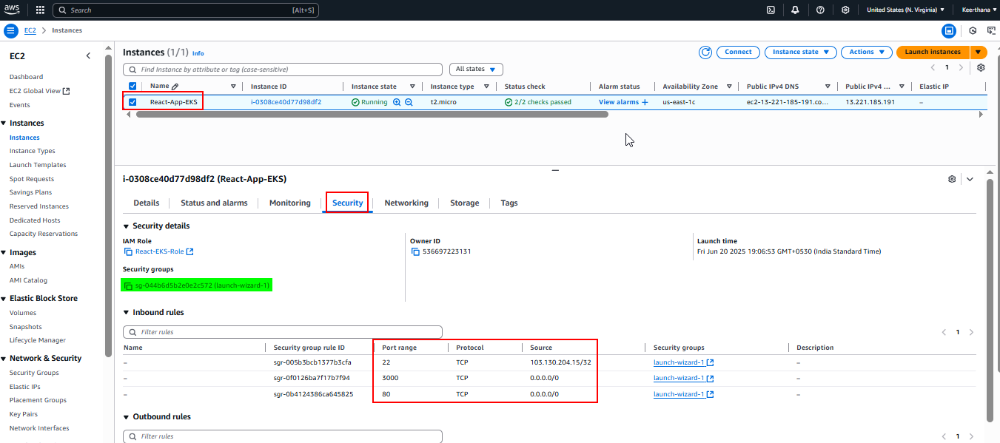 aws
Search [Alt+S]
United States (N. Virginia) Keerthana
EC2 Instances
EC2
Dashboard
EC2 Global View
Events
Instances
Instances
Instance Types
Launch Templates
Spot Requests
Savings Plans
Reserved Instances
Dedicated Hosts
Capacity Reservations
Images
AMIs
AMI Catalog
Elastic Block Store
Volumes
Snapshots
Lifecycle Manager
Network & Security
Security Groups
Elastic IPs
Placement Groups
Key Pairs
Network Interfaces
Instances (1/1) Info
Connect Instance state Actions Launch instances
Find Instance by attribute or tag (case-sensitive) All states 1
Name Instance ID Instance state Instance type Status check Alarm status Availability Zone Public IPv4 DNS Public IPv4 ... Elastic IP
React-App-EKS i-0308ce40d77d98df2 Running t2.micro 2/2 checks passed View alarms + us-east-1c ec2-13-221-185-191.co... 13.221.185.191 –
i-0308ce40d77d98df2 (React-App-EKS)
Details Status and alarms Monitoring Security Networking Storage Tags
Security details
IAM Role Owner ID Launch time
React-EKS-Role 536697223131 Fri Jun 20 2025 19:06:53 GMT+0530 (India Standard Time)
Security groups
sg-044b6d5b2e0e2c572 (launch-wizard-1)
Inbound rules
Filter rules 1
Name Security group rule ID Port range Protocol Source Security groups Description
– sgr-005b3bcb1377b3cfa 22 TCP 103.130.204.15/32 launch-wizard-1 –
– sgr-0f0126ba7f17b7f94 3000 TCP 0.0.0.0/0 launch-wizard-1 –
– sgr-0b4124386ca645825 80 TCP 0.0.0.0/0 launch-wizard-1 –
Outbound rules
Filter rules 1